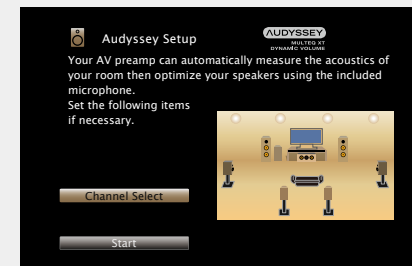 Audyssey Setup
AUDYSSEY
MULTEQ XT
DYNAMIC VOLUME
Your AV preamp can automatically measure the acoustics of
your room then optimize your speakers using the included
microphone.
Set the following items
if necessary.
Channel Select
Start